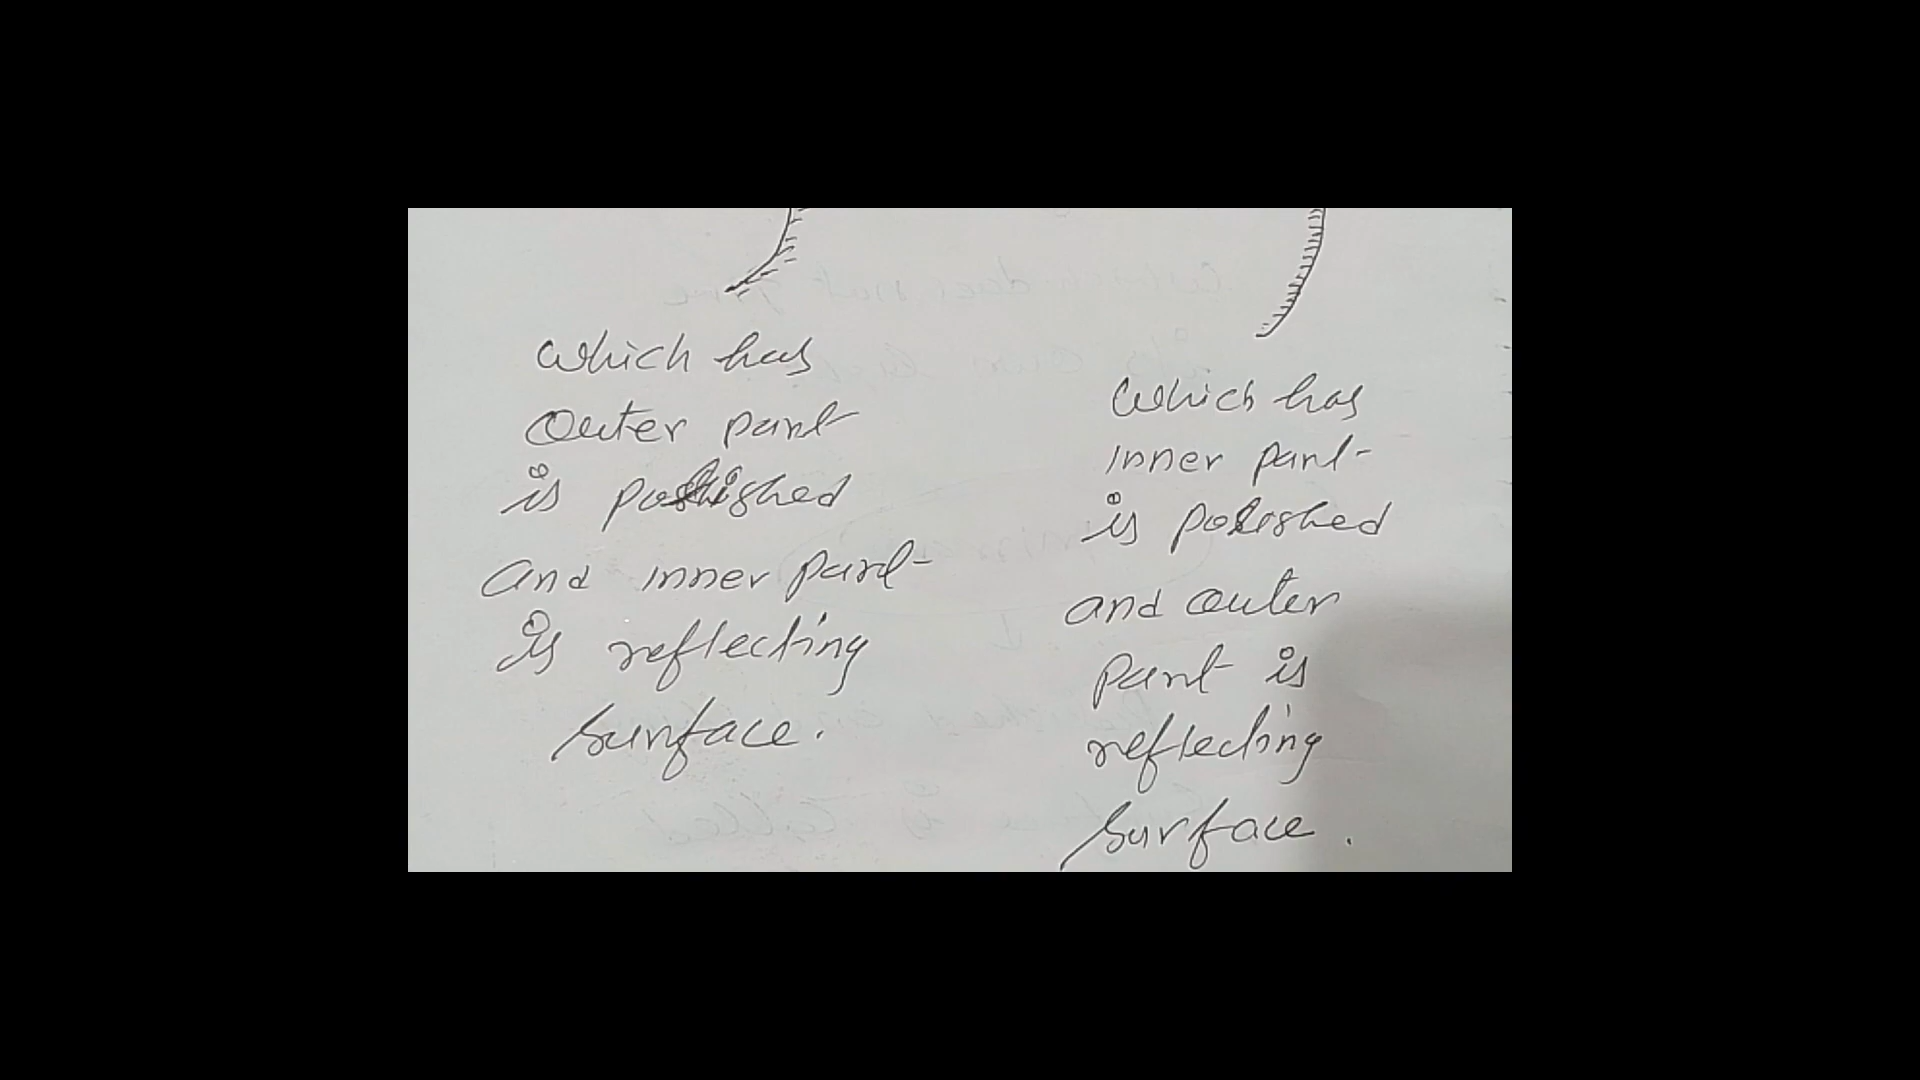 which has
outer part
is polished
and inner part
is reflecting
surface.
which has
inner part
is polished
and outer
part is
reflecting
surface.